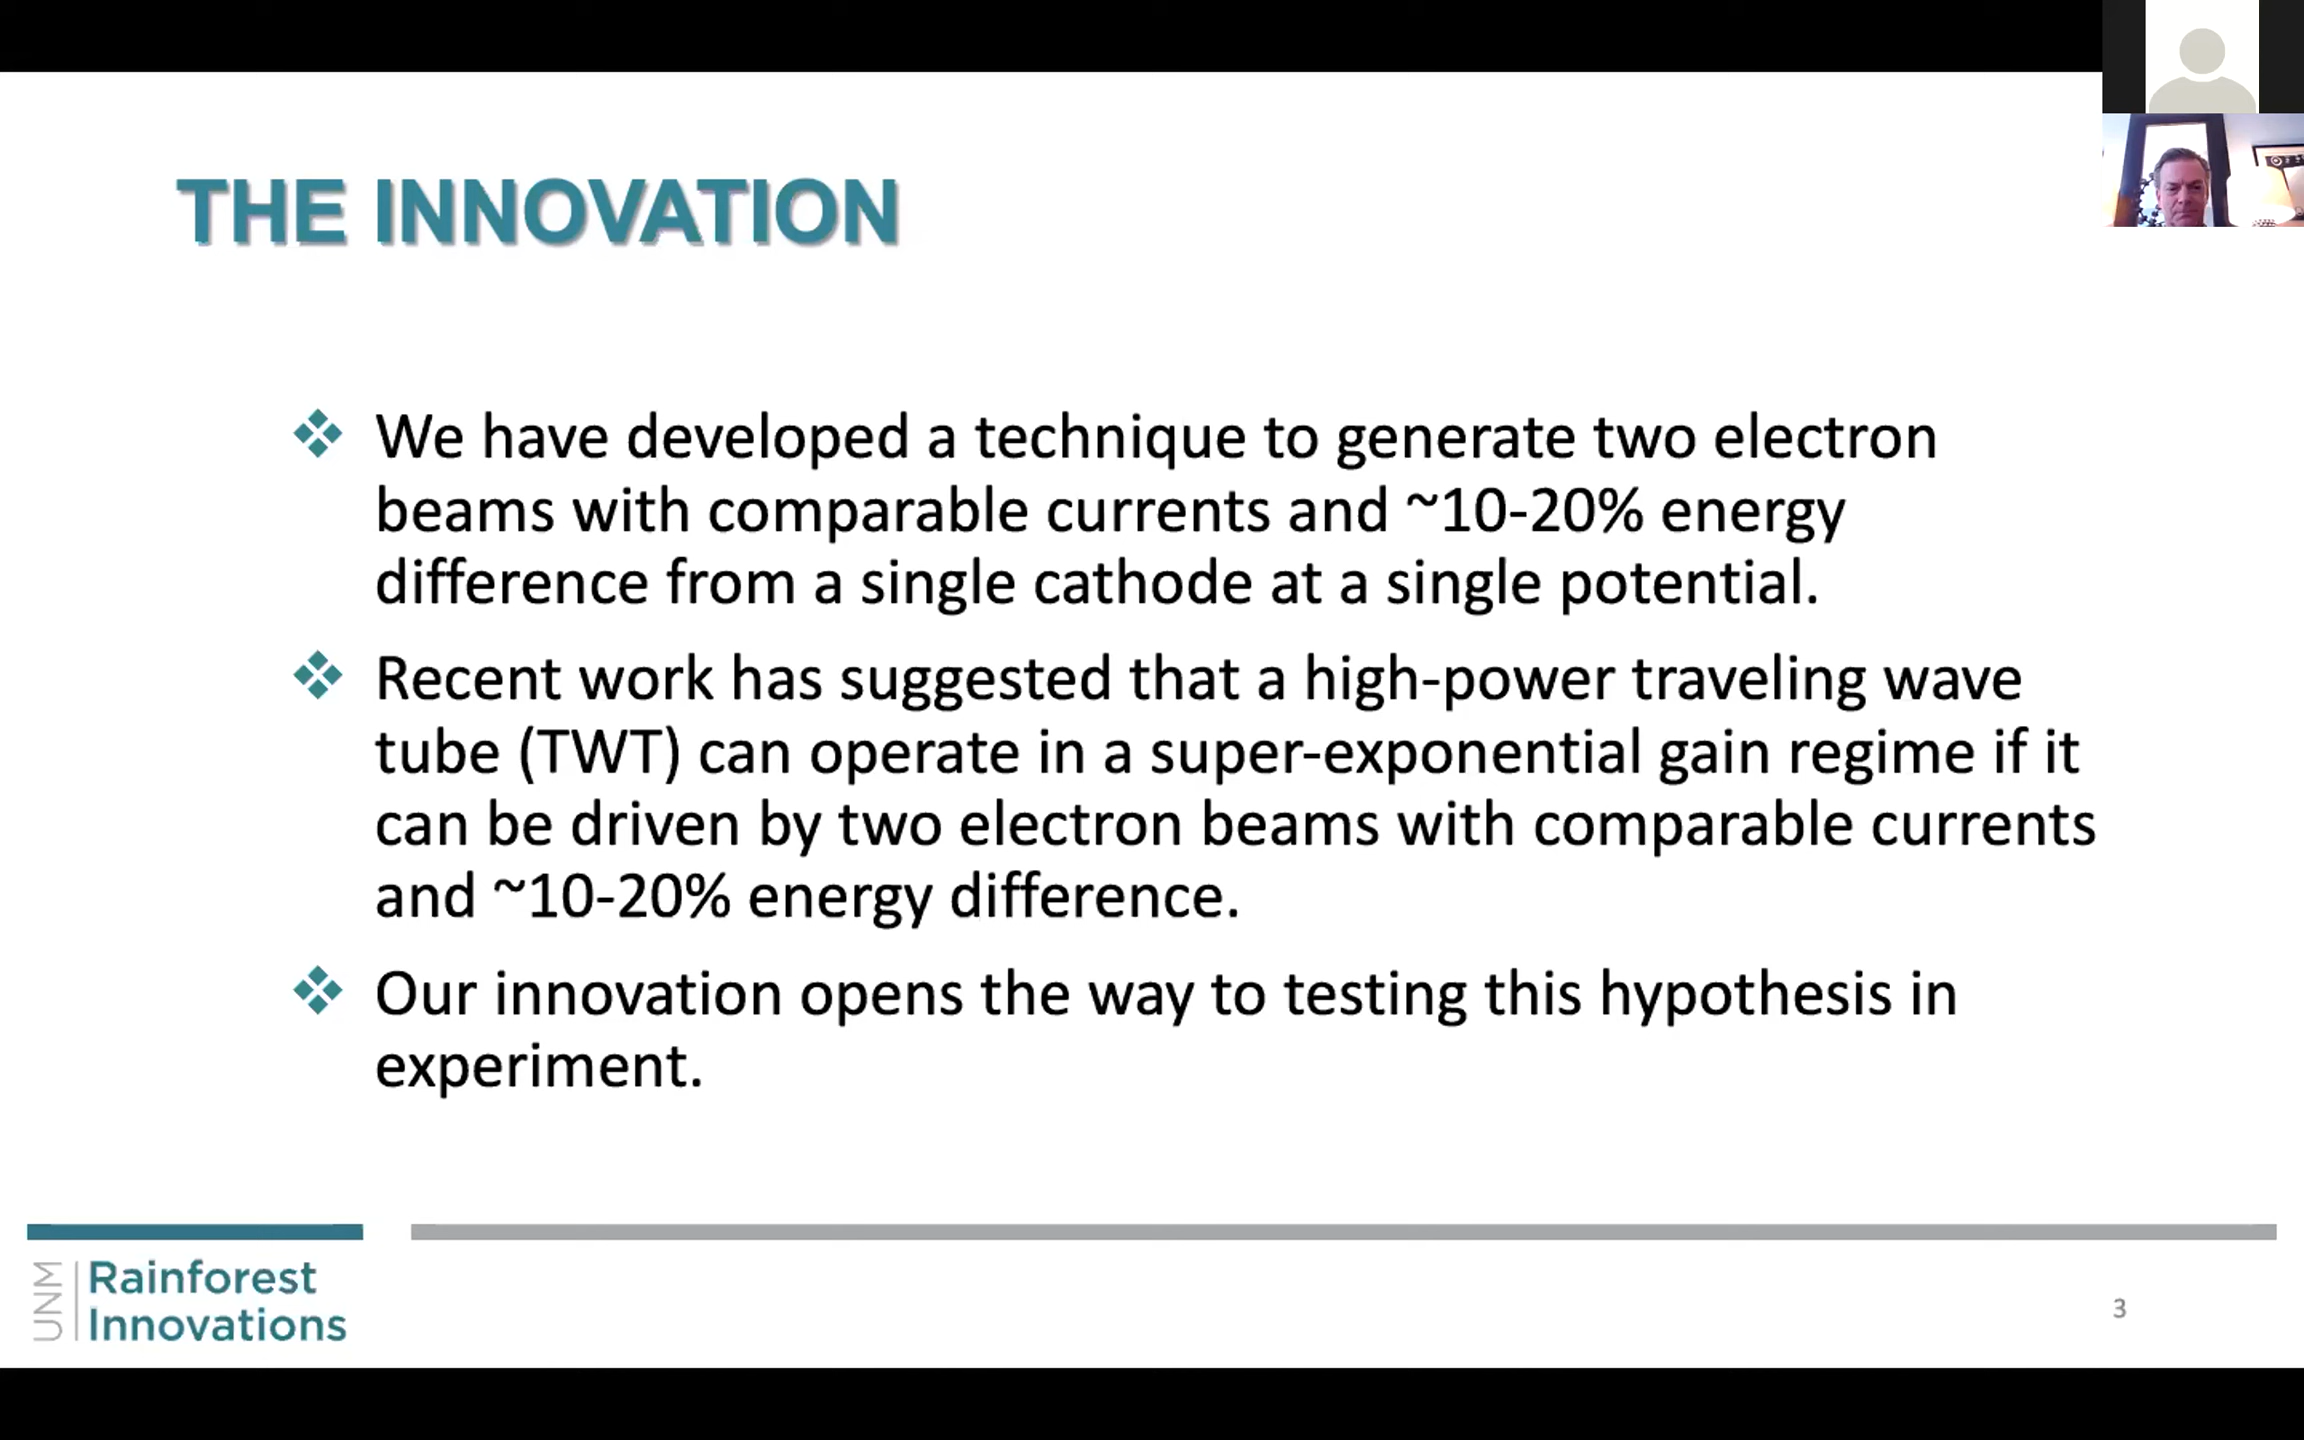 THE INNOVATION
We have developed a technique to generate two electron
beams with comparable currents and ~10-20% energy
difference from a single cathode at a single potential.
Recent work has suggested that a high-power traveling wave
tube (TWT) can operate in a super-exponential gain regime if it
can be driven by two electron beams with comparable currents
and ~10-20% energy difference.
Our innovation opens the way to testing this hypothesis in
experiment.
UNM
Rainforest
Innovations
3